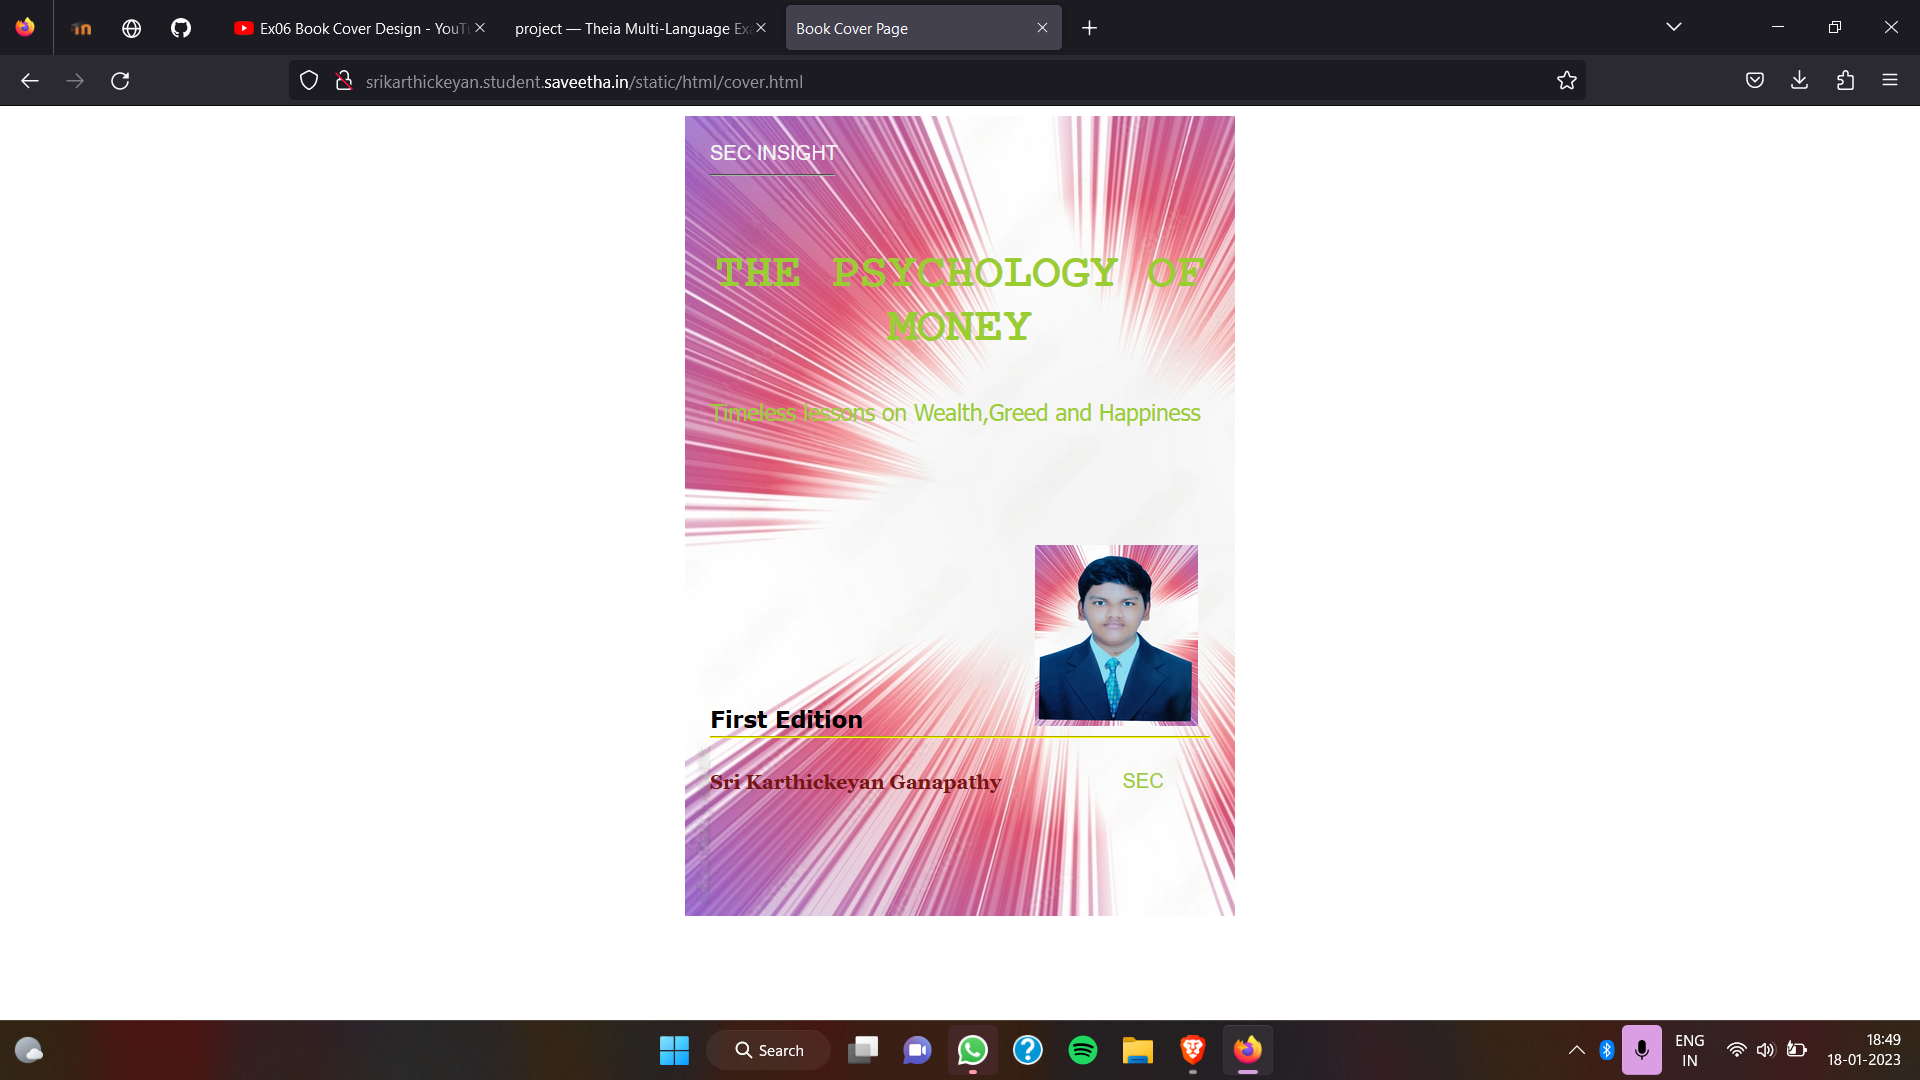 Ex06 Book Cover Design - YouT
project — Theia Multi-Language Exa
Book Cover Page
srikarthickeyan.student.saveetha.in/static/html/cover.html
SEC INSIGHT
THE PSYCHOLOGY OF
MONEY
Timeless lessons on Wealth,Greed and Happiness
First Edition
Sri Karthickeyan Ganapathy
SEC
Search
ENG
IN
18:49
18-01-2023